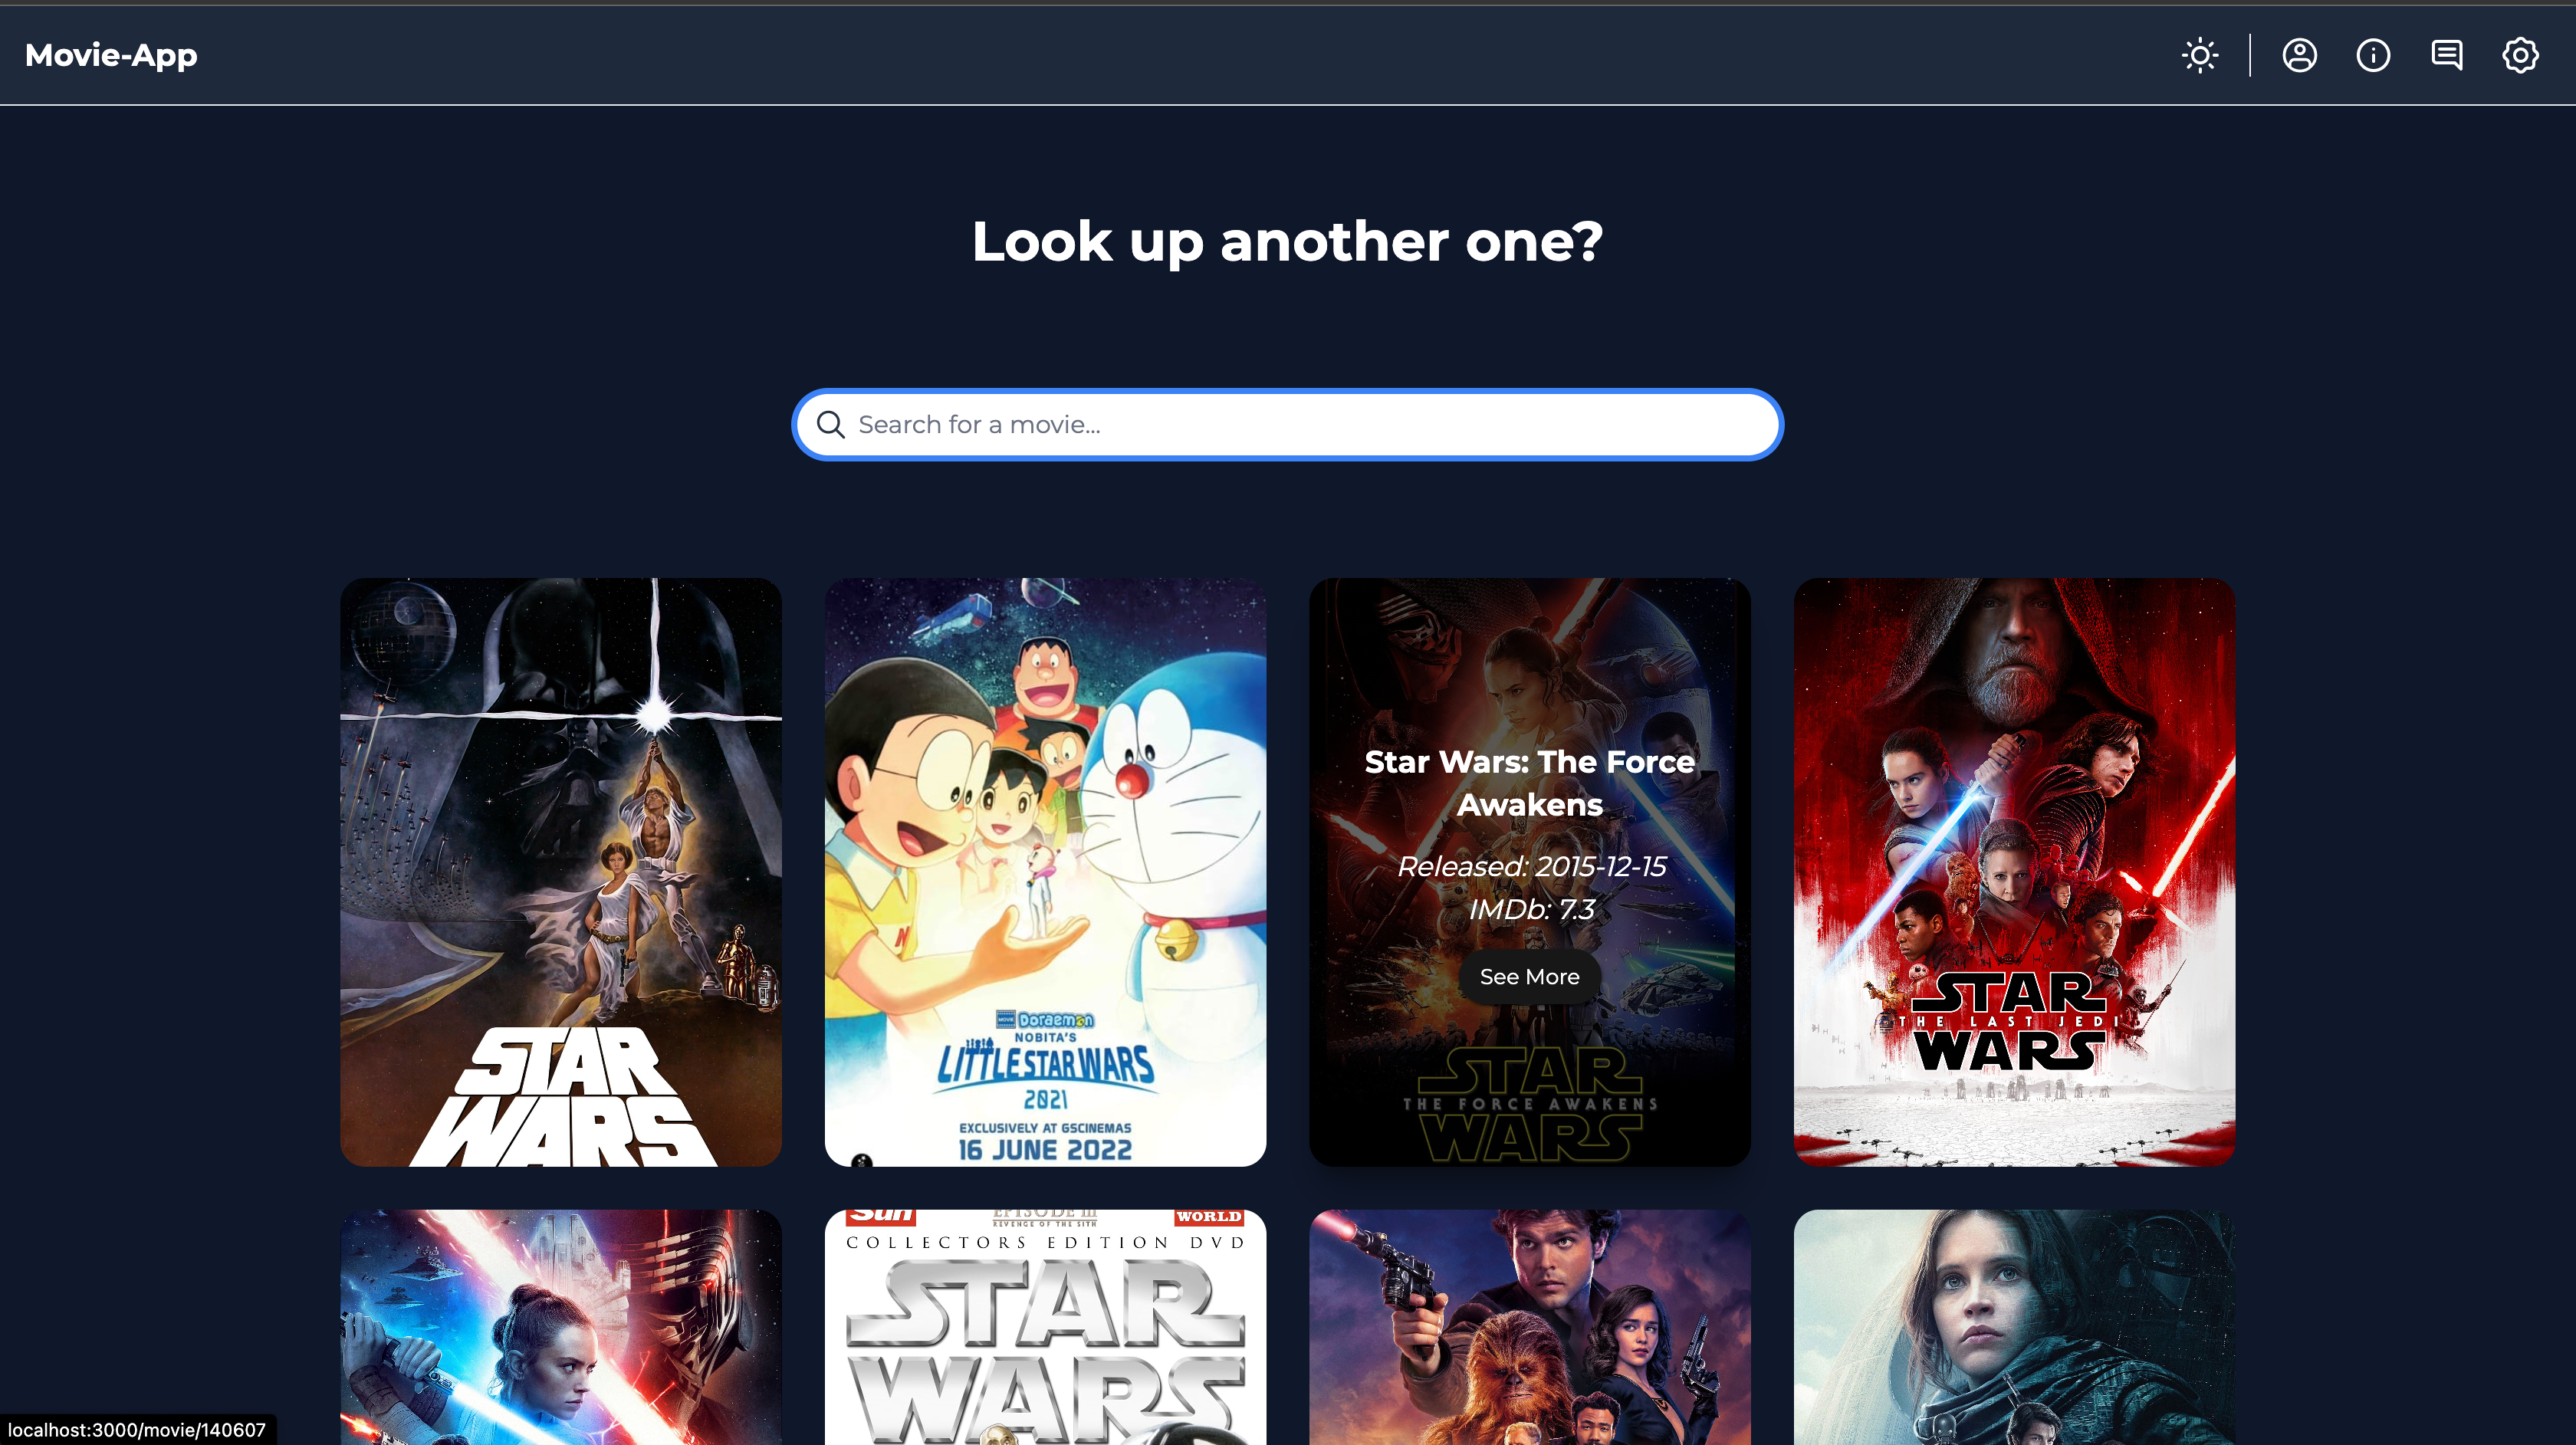 Movie-App
Look up another one?
Search for a movie...
STAR
WARS
Doraemon
NOBITA'S
LITTLE STAR WARS
2021
EXCLUSIVELY AT GSCINEMAS
16 JUNE 2022
Star Wars: The Force
Awakens
Released: 2015-12-15
IMDb: 7.3
See More
STAR
THE FORCE AWAKENS
WARS
STAR
THE LAST JEDI
WARS
Sun
EPISODE III
REVENGE OF THE SITH
WORLD
COLLECTORS EDITION DVD
STAR
WARS
localhost:3000/movie/140607